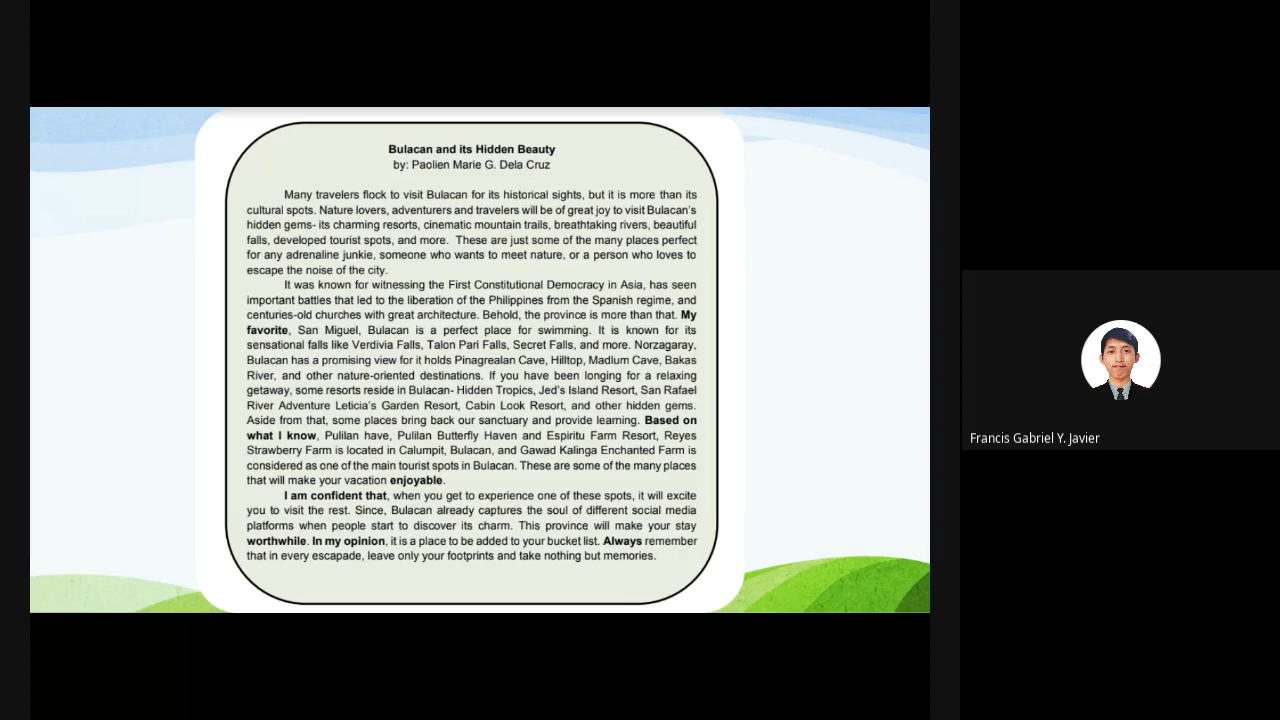 Bulacan and its Hidden Beauty
by: Paolien Marie G. Dela Cruz
Many travelers flock to visit Bulacan for its historical sights, but it is more than its
cultural spots. Nature lovers, adventurers and travelers will be of great joy to visit Bulacan's
hidden gems- its charming resorts, cinematic mountain trails, breathtaking rivers, beautiful
falls, developed tourist spots, and more. These are just some of the many places perfect
for any adrenaline junkie, someone who wants to meet nature, or a person who loves to
escape the noise of the city.
It was known for witnessing the First Constitutional Democracy in Asia, has seen
important battles that led to the liberation of the Philippines from the Spanish regime, and
centuries-old churches with great architecture. Behold, the province is more than that. My
favorite, San Miguel, Bulacan is a perfect place for swimming. It is known for its
sensational falls like Verdivia Falls, Talon Pari Falls, Secret Falls, and more. Norzagaray,
Bulacan has a promising view for it holds Pinagrealan Cave, Hilltop, Madlum Cave, Bakas
River, and other nature-oriented destinations. If you have been longing for a relaxing
getaway, some resorts reside in Bulacan- Hidden Tropics, Jed's Island Resort, San Rafael
River Adventure Leticia's Garden Resort, Cabin Look Resort, and other hidden gems.
Aside from that, some places bring back our sanctuary and provide learning. Based on
what I know, Pulilan have, Pulilan Butterfly Haven and Espiritu Farm Resort, Reyes
Strawberry Farm is located in Calumpit, Bulacan, and Gawad Kalinga Enchanted Farm is
considered as one of the main tourist spots in Bulacan. These are some of the many places
that will make your vacation enjoyable.
I am confident that, when you get to experience one of these spots, it will excite
you to visit the rest. Since, Bulacan already captures the soul of different social media
platforms when people start to discover its charm. This province will make your stay
worthwhile. In my opinion, it is a place to be added to your bucket list. Always remember
that in every escapade, leave only your footprints and take nothing but memories.
Francis Gabriel Y. Javier